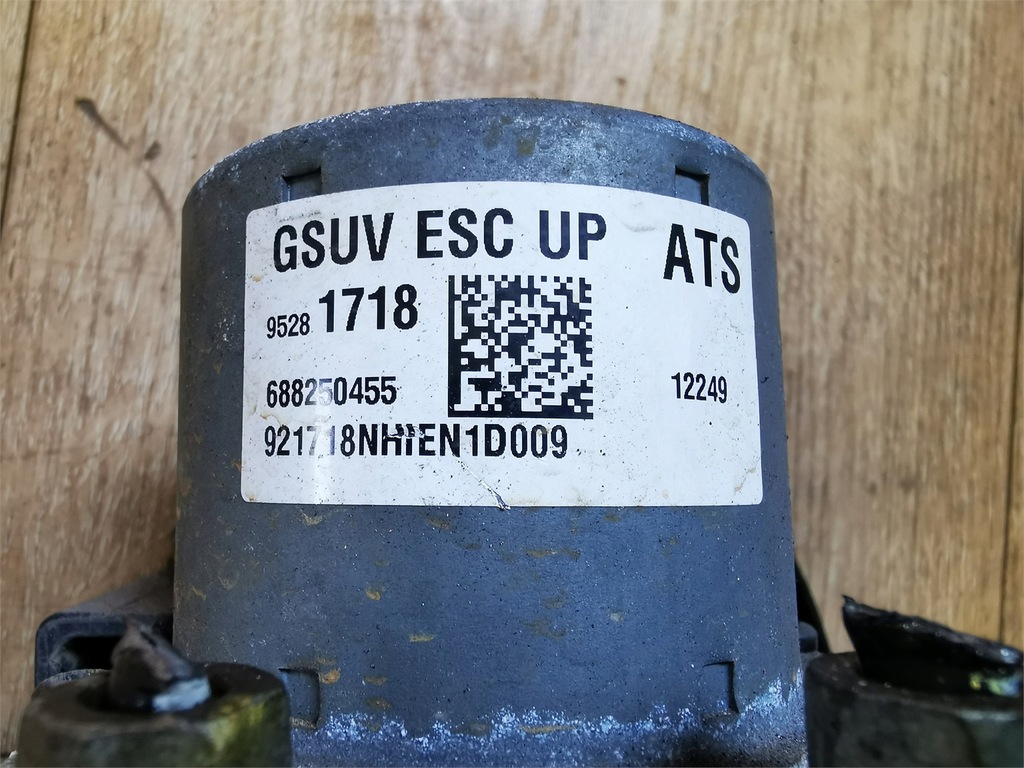 GSUV ESC UP ATS
9528 1718
688250455 12249
921718NHIEN1D009